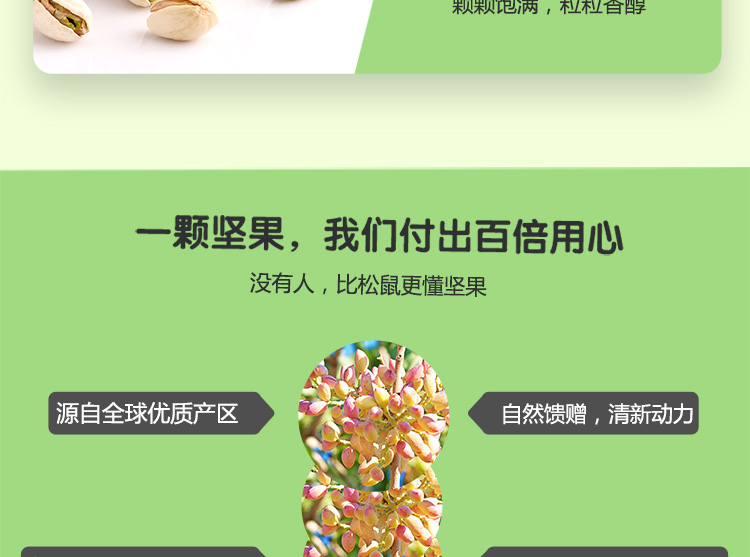 颗颗饱满，粒粒香醇
一颗坚果，我们付出百倍用心
没有人，比松鼠更懂坚果
源自全球优质产区
自然馈赠，清新动力